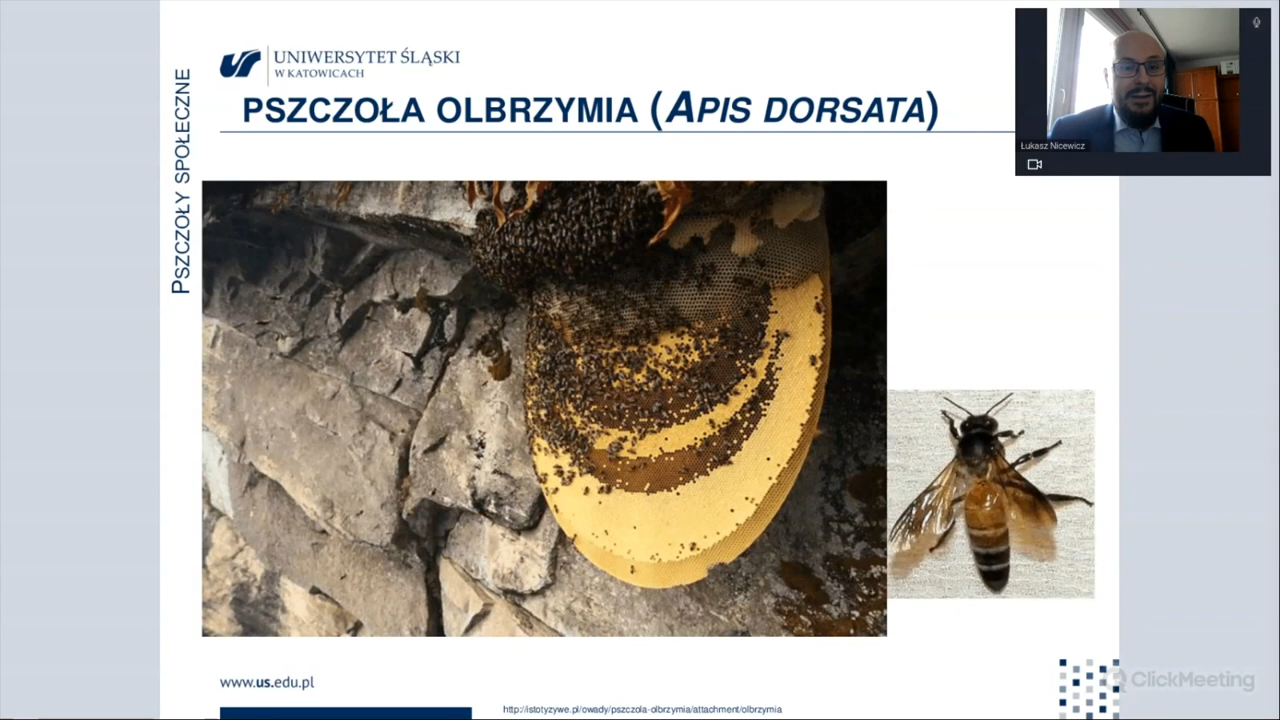 UNIWERSYTET ŚLĄSKI
W KATOWICACH
PSZCZOŁA OLBRZYMIA (APIS DORSATA)
PSZCZOŁY SPOŁECZNE
Łukasz Nicewicz
www.us.edu.pl
http://istotyzywe.pl/owady/pszczola-olbrzymia/attachment/olbrzymia
ClickMeeting